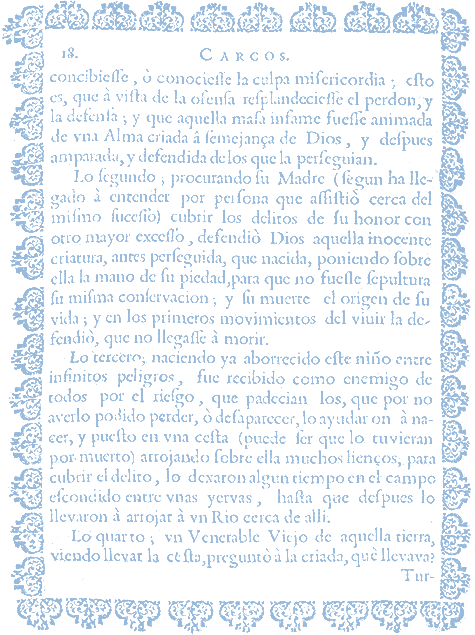 18. CARGOS.
concibiesse, ò conociesse la culpa misericordia; esto
es, que à vista de la ofensa resplandeciesse el perdon, y
la defensa; y que aquella masa infame fuesse animada
de vna Alma criada â semejança de Dios, y despues
amparada, y defendida de los que la perseguian.
Lo segundo; procurando su Madre (segun ha lle-
gado à entender por persona que assistiò cerca del
mismo sucesso) cubrir los delitos de su honor con
otro mayor excesso, defendiò Dios aquella inocente
criatura, antes perseguida, que nacida, poniendo sobre
ella la mano de su piedad, para que no fuesse sepultura
su misma conservacion; y su muerte el origen de su
vida; y en los primeros movimientos del viuir la de-
fendiò, que no llegasse à morir.
Lo tercero; naciendo ya aborrecido este niño entre
infinitos peligros, fue recibido como enemigo de
todos por el riesgo, que padecian los, que por no
averlo podido perder, ò desaparecer, lo ayudaron à na-
cer, y puesto en vna cesta (puede ser que lo tuvieran
por muerto) arrojando sobre ella muchos lienços, para
cubrir el delito, lo dexaron algun tiempo en el campo
escondido entre vnas yervas, hasta que despues lo
llevaron à arrojar à vn Rio cerca de alli.
Lo quarto; vn Venerable Viejo de aquella tierra,
viendo llevar la cesta, preguntò à la criada, què llevava?
Tur-